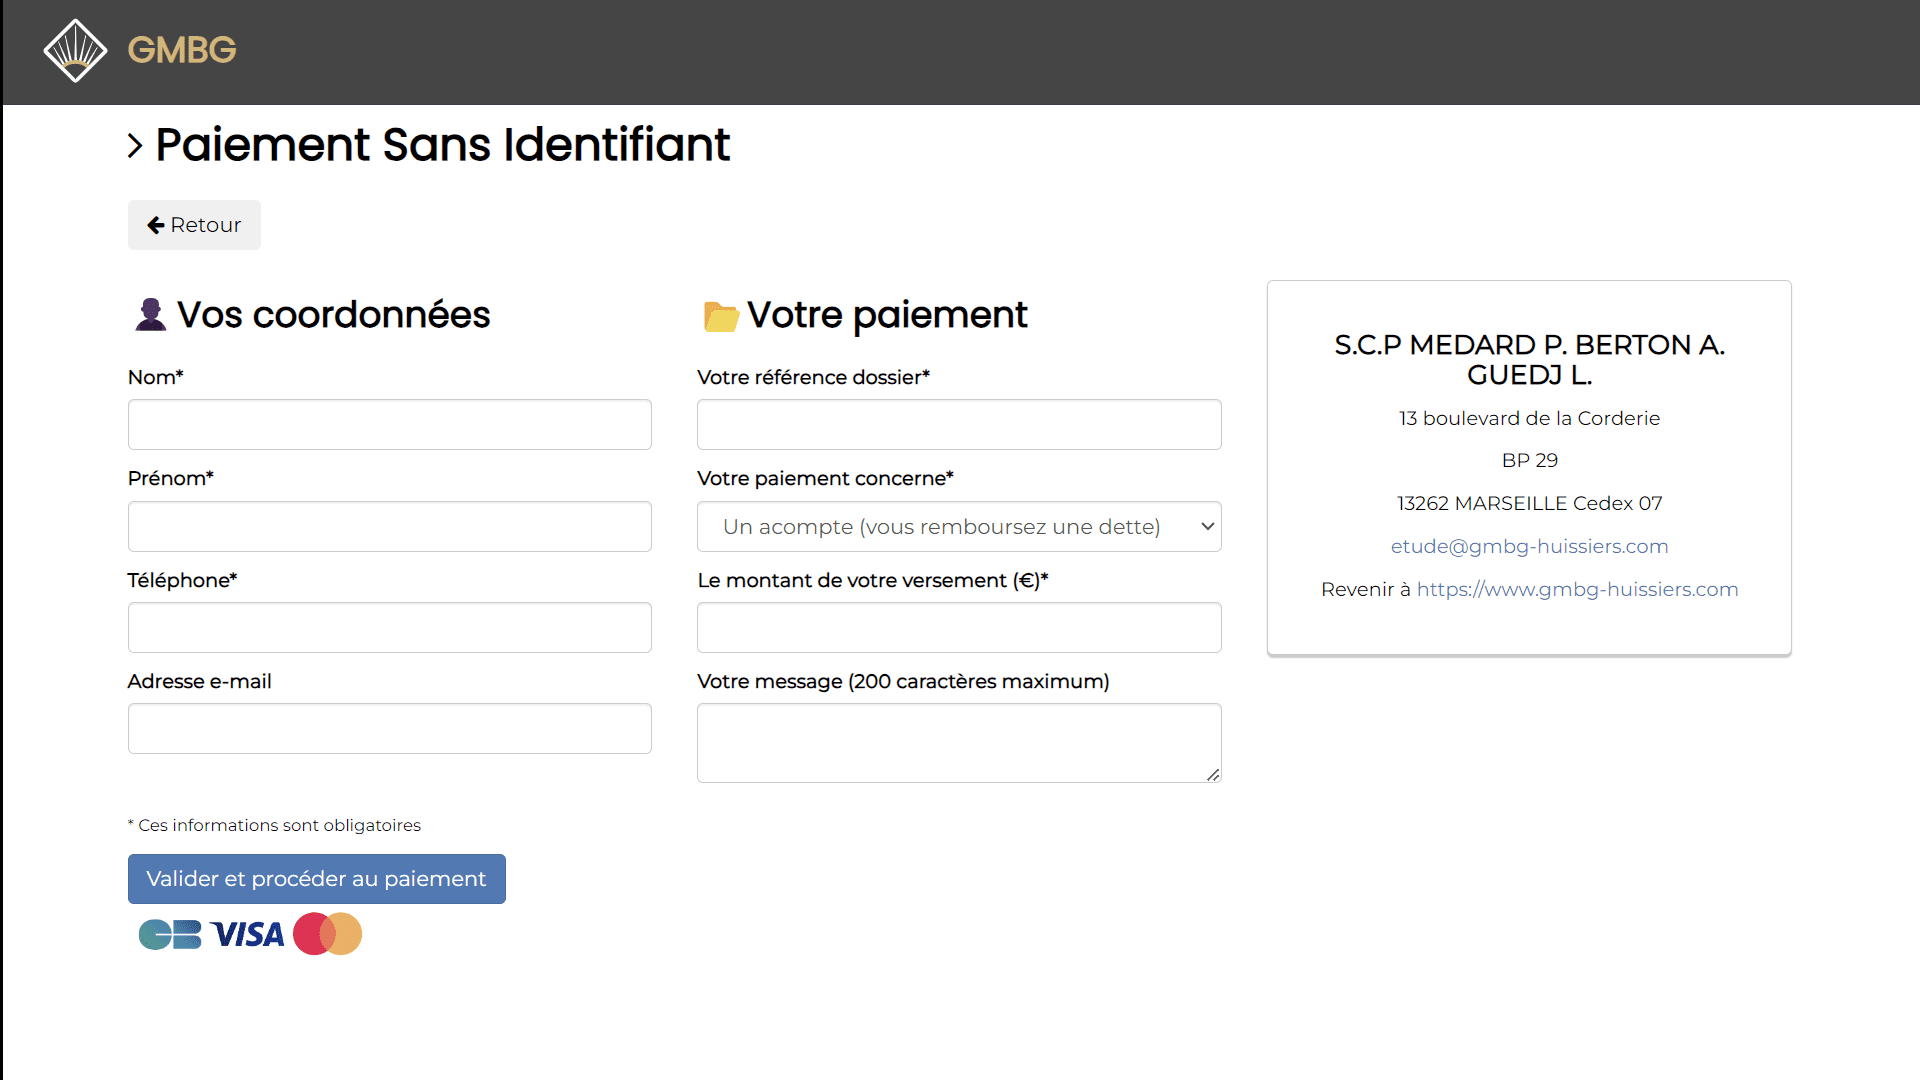 GMBG
Paiement Sans Identifiant
Retour
Vos coordonnées
Nom*
Prénom*
Téléphone*
Adresse e-mail
Votre paiement
Votre référence dossier*
Votre paiement concerne*
Un acompte (vous remboursez une dette)
Le montant de votre versement (€)*
Votre message (200 caractères maximum)
S.C.P MEDARD P. BERTON A.
GUEDJ L.
13 boulevard de la Corderie
BP 29
13262 MARSEILLE Cedex 07
etude@gmbg-huissiers.com
Revenir à https://www.gmbg-huissiers.com
* Ces informations sont obligatoires
Valider et procéder au paiement
CB VISA